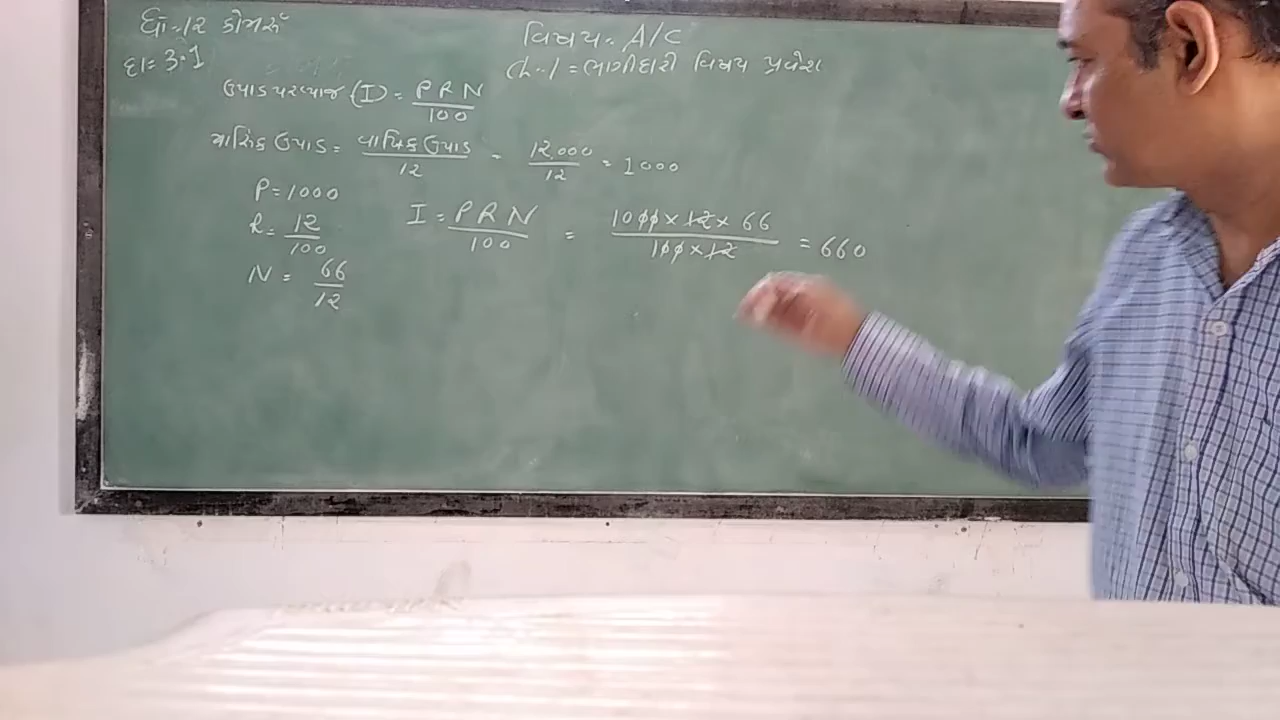 ધો-૧૨ કોમર્સ
વિષય:- A/C
દા: 3.1
Ch-1 = ભાગીદારી વિષય પ્રવેશ
ઉપાડ પર વ્યાજ (I) = PRN / 100
માસિક ઉપાડ = વાર્ષિક ઉપાડ / 12 = 12,000 / 12 = 1000
P = 1000
R = 12 / 100
I = PRN / 100 = 1000 x 12 x 66 / 100 x 12 = 660
N = 66 / 12